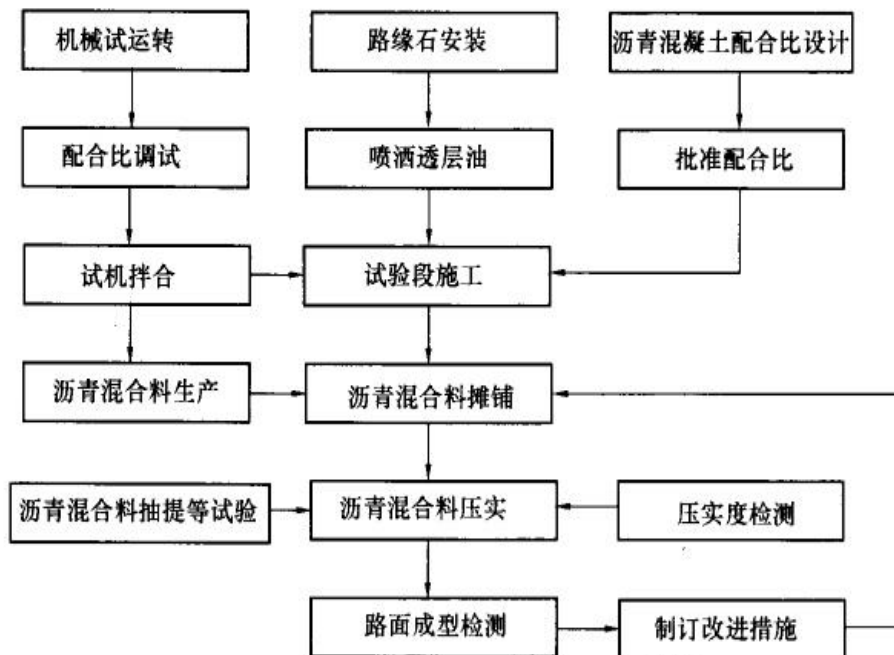 机械试运转
路缘石安装
沥青混凝土配合比设计
配合比调试
喷洒透层油
批准配合比
试机拌合
试验段施工
沥青混合料生产
沥青混合料摊铺
沥青混合料抽提等试验
沥青混合料压实
压实度检测
路面成型检测
制订改进措施